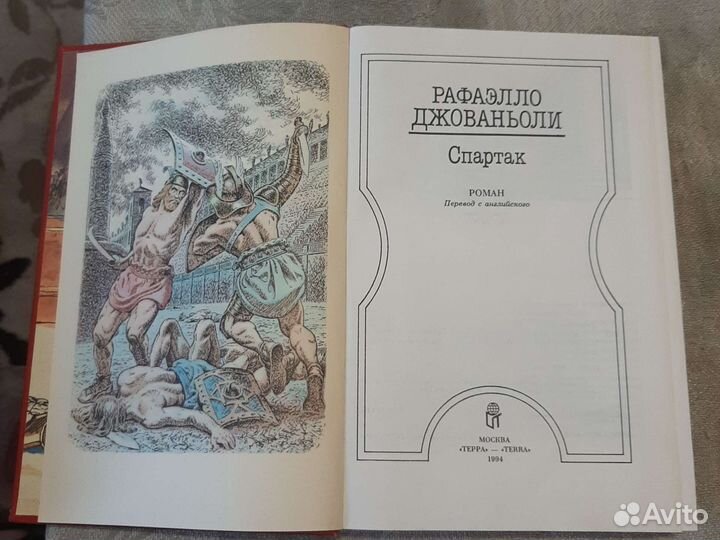 РАФАЭЛЛО
ДЖОВАНЬОЛИ
Спартак
РОМАН
Перевод с английского
МОСКВА
«ТЕРРА» — «TERRA»
1994
Avito